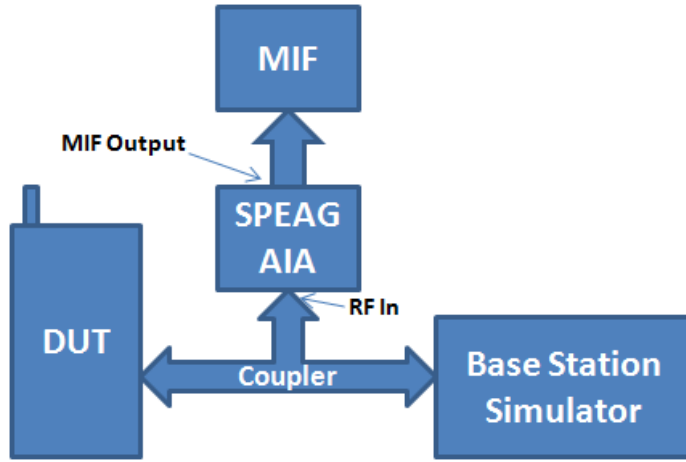 MIF
MIF Output
SPEAG
AIA
RF In
DUT
Coupler
Base Station
Simulator